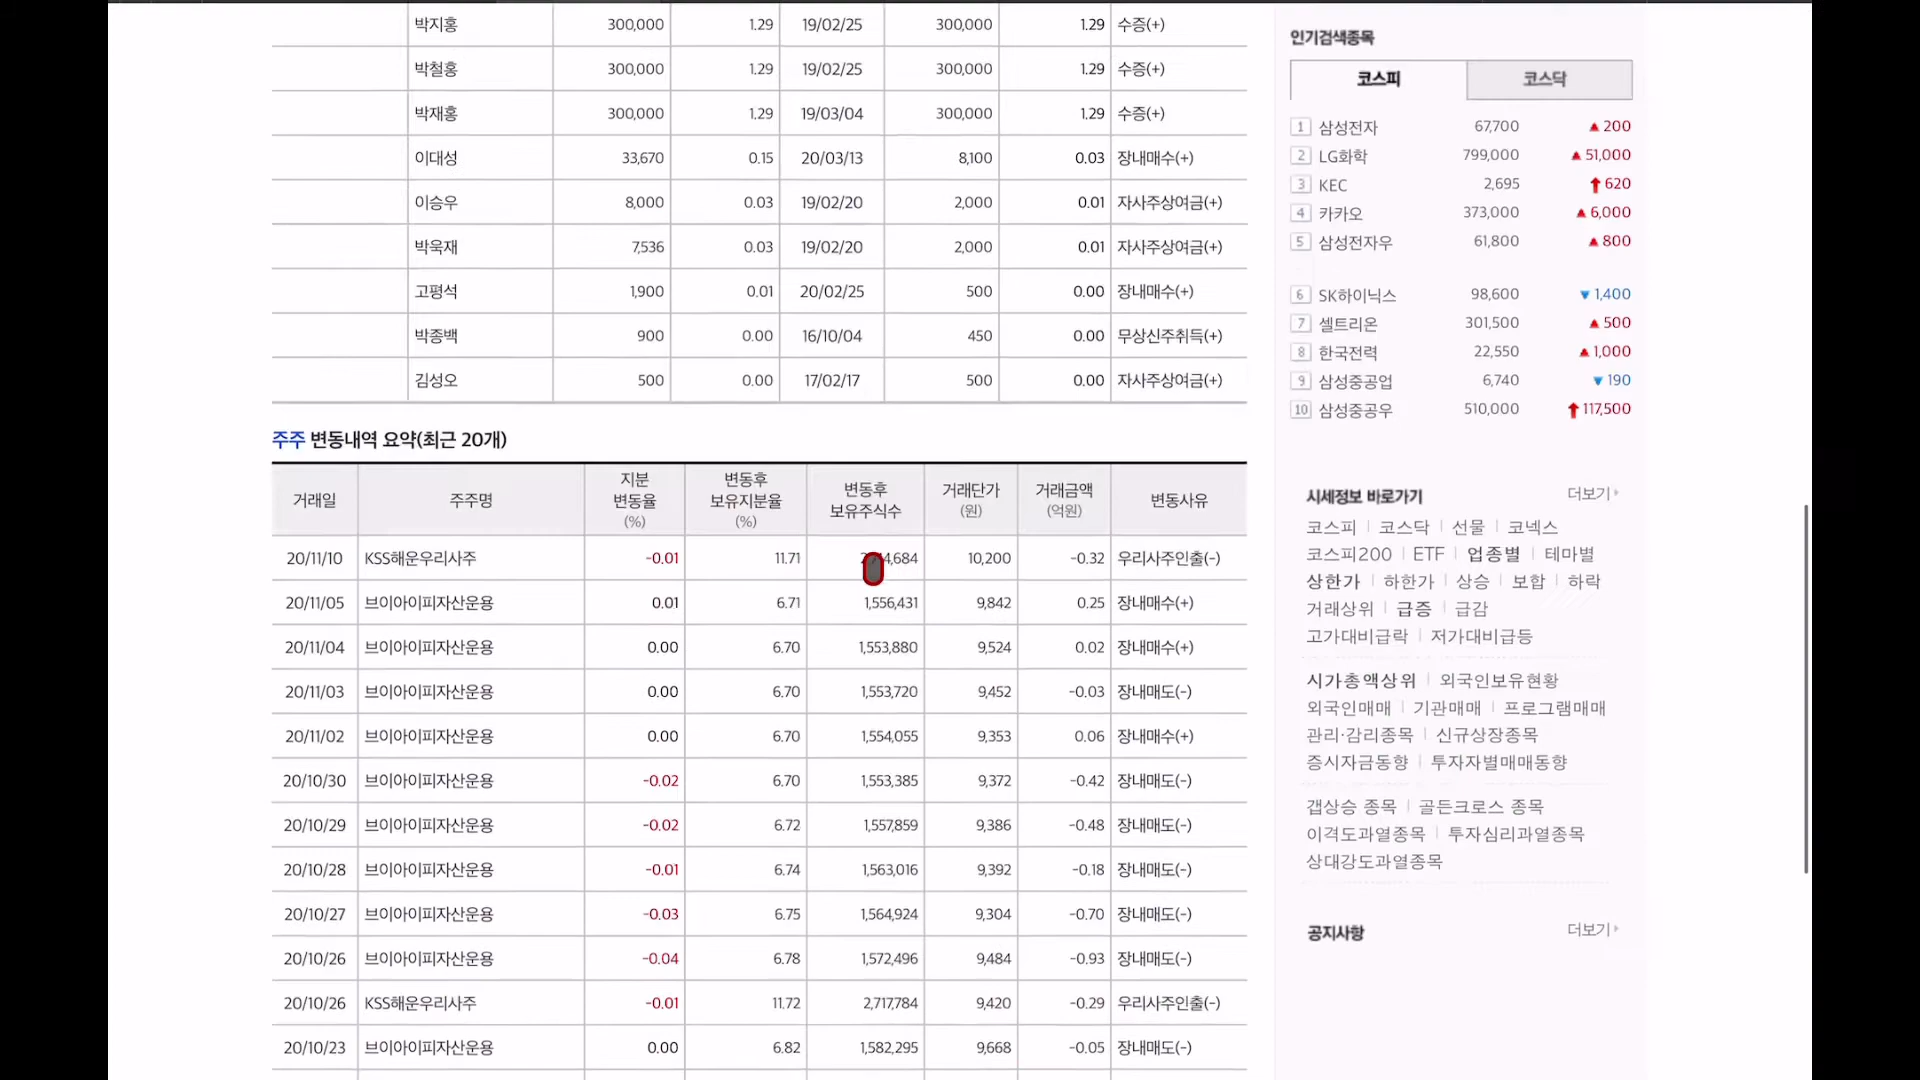 박지홍 300,000 1.29 19/02/25 300,000 1.29 수증(+)
박철홍 300,000 1.29 19/02/25 300,000 1.29 수증(+)
박재홍 300,000 1.29 19/03/04 300,000 1.29 수증(+)
이대성 33,670 0.15 20/03/13 8,100 0.03 장내매수(+)
이승우 8,000 0.03 19/02/20 2,000 0.01 자사주상여금(+)
박욱재 7,536 0.03 19/02/20 2,000 0.01 자사주상여금(+)
고평석 1,900 0.01 20/02/25 500 0.00 장내매수(+)
박종백 900 0.00 16/10/04 450 0.00 무상신주취득(+)
김성오 500 0.00 17/02/17 500 0.00 자사주상여금(+)
주주 변동내역 요약(최근 20개)
거래일 주주명 지분 변동율 (%) 변동후 보유지분율 (%) 변동후 보유주식수 거래단가 (원) 거래금액 (억원) 변동사유
20/11/10 KSS해운우리사주 -0.01 11.71 4,684 10,200 -0.32 우리사주인출(-)
20/11/05 브이아이피자산운용 0.01 6.71 1,556,431 9,842 0.25 장내매수(+)
20/11/04 브이아이피자산운용 0.00 6.70 1,553,880 9,524 0.02 장내매수(+)
20/11/03 브이아이피자산운용 0.00 6.70 1,553,720 9,452 -0.03 장내매도(-)
20/11/02 브이아이피자산운용 0.00 6.70 1,554,055 9,353 0.06 장내매수(+)
20/10/30 브이아이피자산운용 -0.02 6.70 1,553,385 9,372 -0.42 장내매도(-)
20/10/29 브이아이피자산운용 -0.02 6.72 1,557,859 9,386 -0.48 장내매도(-)
20/10/28 브이아이피자산운용 -0.01 6.74 1,563,016 9,392 -0.18 장내매도(-)
20/10/27 브이아이피자산운용 -0.03 6.75 1,564,924 9,304 -0.70 장내매도(-)
20/10/26 브이아이피자산운용 -0.04 6.78 1,572,496 9,484 -0.93 장내매도(-)
20/10/26 KSS해운우리사주 -0.01 11.72 2,717,784 9,420 -0.29 우리사주인출(-)
20/10/23 브이아이피자산운용 0.00 6.82 1,582,295 9,668 -0.05 장내매도(-)
인기검색종목
코스피 코스닥
1 삼성전자 67,700 ▲200
2 LG화학 799,000 ▲51,000
3 KEC 2,695 ↑620
4 카카오 373,000 ▲6,000
5 삼성전자우 61,800 ▲800
6 SK하이닉스 98,600 ▼1,400
7 셀트리온 301,500 ▲500
8 한국전력 22,550 ▲1,000
9 삼성중공업 6,740 ▼190
10 삼성중공우 510,000 ↑117,500
시세정보 바로가기 더보기
코스피 | 코스닥 | 선물 | 코넥스
코스피200 | ETF | 업종별 | 테마별
상한가 | 하한가 | 상승 | 보합 | 하락
거래상위 | 급증 | 급감
고가대비급락 | 저가대비급등
시가총액상위 | 외국인보유현황
외국인매매 | 기관매매 | 프로그램매매
관리·감리종목 | 신규상장종목
증시자금동향 | 투자자별매매동향
갭상승 종목 | 골든크로스 종목
이격도과열종목 | 투자심리과열종목
상대강도과열종목
공지사항 더보기